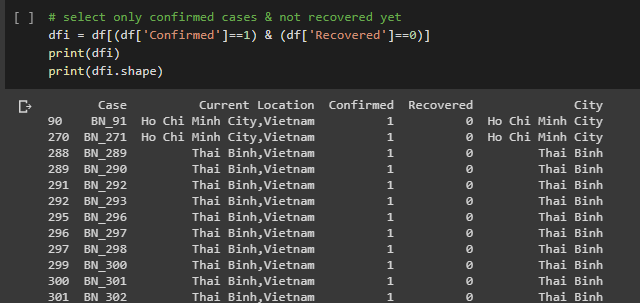 [ ] # select only confirmed cases & not recovered yet
dfi = df[(df['Confirmed']==1) & (df['Recovered']==0)]
print(dfi)
print(dfi.shape)
Case Current Location Confirmed Recovered City
90 BN_91 Ho Chi Minh City,Vietnam 1 0 Ho Chi Minh City
270 BN_271 Ho Chi Minh City,Vietnam 1 0 Ho Chi Minh City
288 BN_289 Thai Binh,Vietnam 1 0 Thai Binh
289 BN_290 Thai Binh,Vietnam 1 0 Thai Binh
291 BN_292 Thai Binh,Vietnam 1 0 Thai Binh
292 BN_293 Thai Binh,Vietnam 1 0 Thai Binh
295 BN_296 Thai Binh,Vietnam 1 0 Thai Binh
296 BN_297 Thai Binh,Vietnam 1 0 Thai Binh
297 BN_298 Thai Binh,Vietnam 1 0 Thai Binh
299 BN_300 Thai Binh,Vietnam 1 0 Thai Binh
300 BN_301 Thai Binh,Vietnam 1 0 Thai Binh
301 BN_302 Thai Binh,Vietnam 1 0 Thai Binh